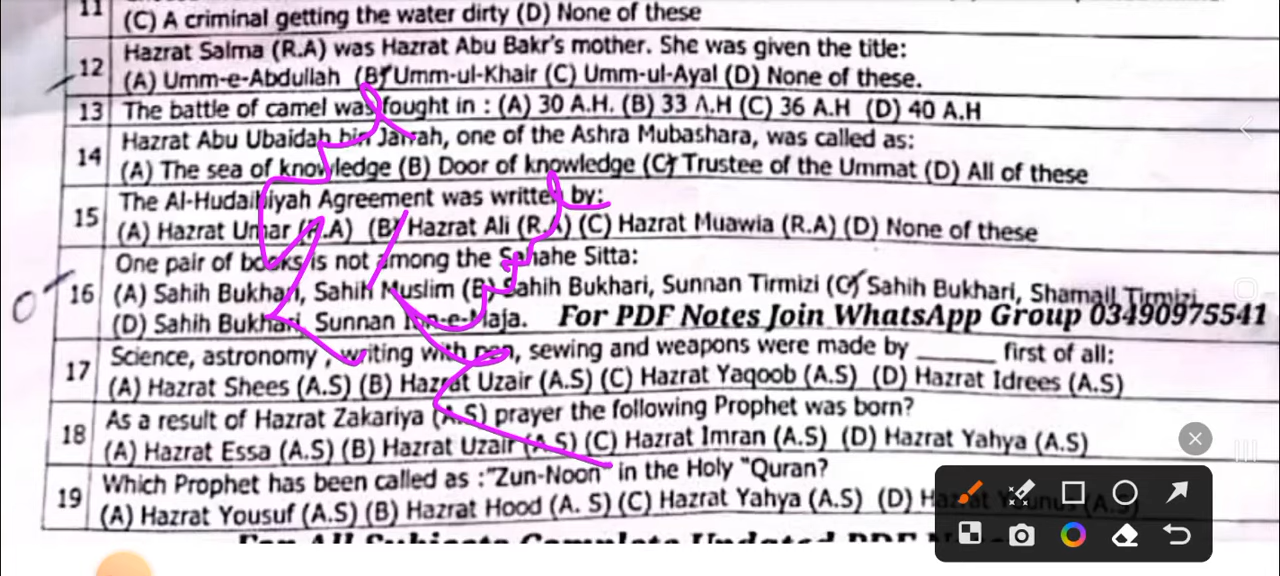 11
(C) A criminal getting the water dirty (D) None of these
12
Hazrat Salma (R.A) was Hazrat Abu Bakr's mother. She was given the title:
(A) Umm-e-Abdullah (B) Umm-ul-Khair (C) Umm-ul-Ayal (D) None of these.
13 The battle of camel was fought in : (A) 30 A.H. (B) 33 A.H (C) 36 A.H (D) 40 A.H
14
Hazrat Abu Ubaidah bin Jarrah, one of the Ashra Mubashara, was called as:
(A) The sea of knowledge (B) Door of knowledge (C) Trustee of the Ummat (D) All of these
15
The Al-Hudaibiyah Agreement was written by:
(A) Hazrat Umar (R.A) (B) Hazrat Ali (R.A) (C) Hazrat Muawia (R.A) (D) None of these
16
One pair of books is not among the Sahahe Sitta:
(A) Sahih Bukhari, Sahih Muslim (B) Sahih Bukhari, Sunnan Tirmizi (C) Sahih Bukhari, Shamail Tirmizi
(D) Sahih Bukhari, Sunnan Ibn-e-Maja. For PDF Notes Join WhatsApp Group 03490975541
17
Science, astronomy , writing with pen, sewing and weapons were made by ______ first of all:
(A) Hazrat Shees (A.S) (B) Hazrat Uzair (A.S) (C) Hazrat Yaqoob (A.S) (D) Hazrat Idrees (A.S)
18
As a result of Hazrat Zakariya (A.S) prayer the following Prophet was born?
(A) Hazrat Essa (A.S) (B) Hazrat Uzair (A.S) (C) Hazrat Imran (A.S) (D) Hazrat Yahya (A.S)
19
Which Prophet has been called as :"Zun-Noon" in the Holy "Quran?
(A) Hazrat Yousuf (A.S) (B) Hazrat Hood (A. S) (C) Hazrat Yahya (A.S) (D) Hazrat Younus (A.S)
For All Subjects Complete Updated PDF